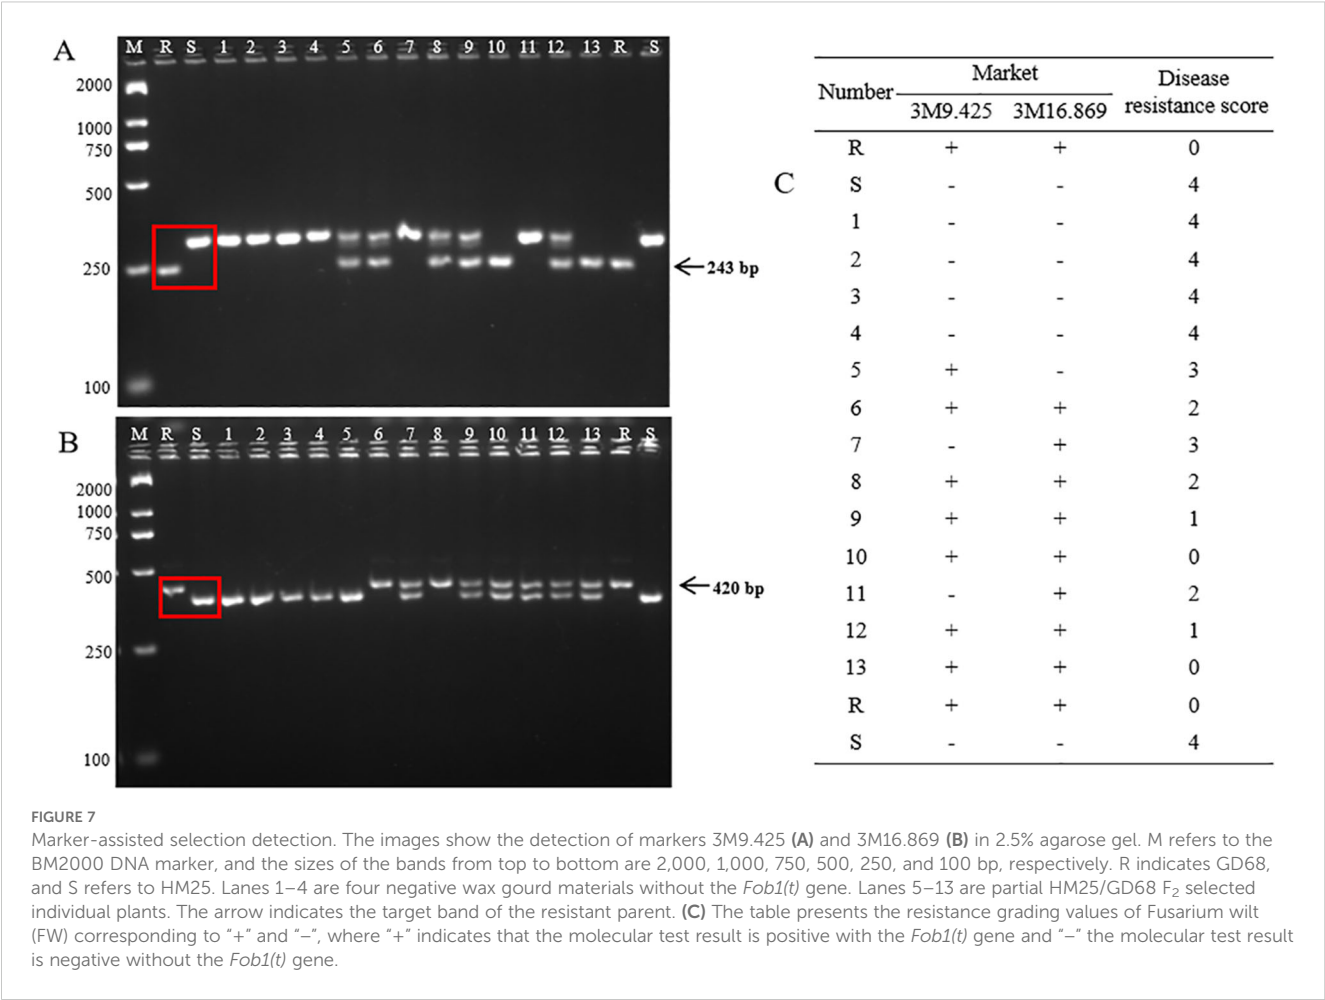 A
M R S 1 2 3 4 5 6 7 8 9 10 11 12 13 R S
2000
1000
750
500
250
100
243 bp
B
M R S 1 2 3 4 5 6 7 8 9 10 11 12 13 R S
2000
1000
750
500
250
100
420 bp
C
Number Market Disease resistance score
3M9.425 3M16.869
R + + 0
S - - 4
1 - - 4
2 - - 4
3 - - 4
4 - - 4
5 + - 3
6 + + 2
7 - + 3
8 + + 2
9 + + 1
10 + + 0
11 - + 2
12 + + 1
13 + + 0
R + + 0
S - - 4
FIGURE 7
Marker-assisted selection detection. The images show the detection of markers 3M9.425 (A) and 3M16.869 (B) in 2.5% agarose gel. M refers to the
BM2000 DNA marker, and the sizes of the bands from top to bottom are 2,000, 1,000, 750, 500, 250, and 100 bp, respectively. R indicates GD68,
and S refers to HM25. Lanes 1–4 are four negative wax gourd materials without the Fob1(t) gene. Lanes 5–13 are partial HM25/GD68 F2 selected
individual plants. The arrow indicates the target band of the resistant parent. (C) The table presents the resistance grading values of Fusarium wilt
(FW) corresponding to “+” and “–”, where “+” indicates that the molecular test result is positive with the Fob1(t) gene and “–” the molecular test result
is negative without the Fob1(t) gene.